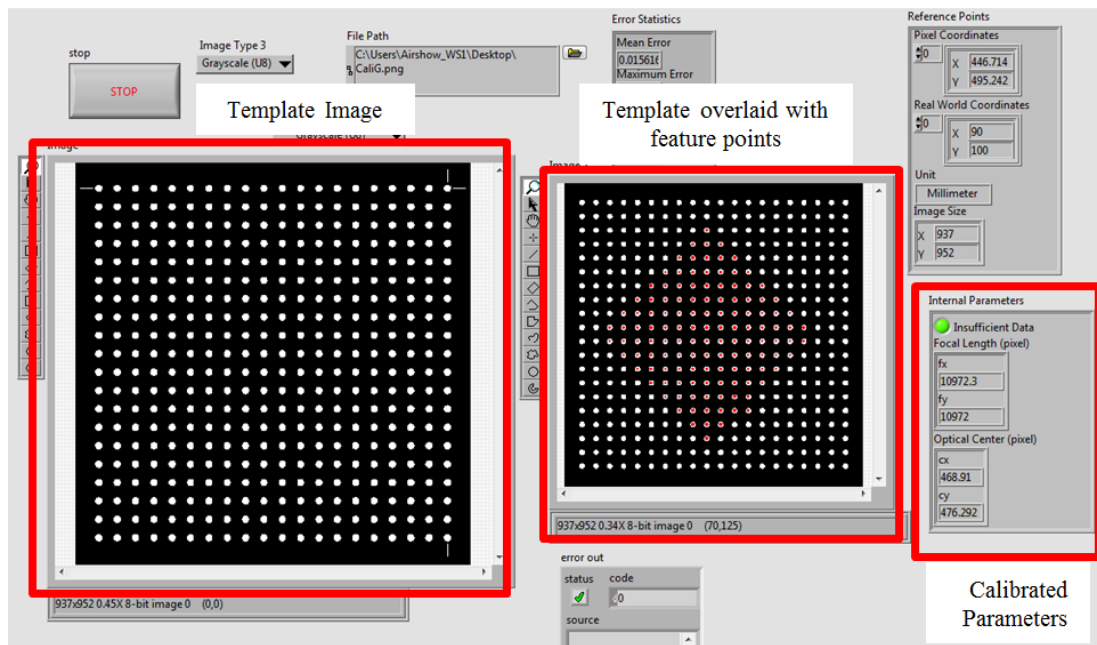 stop
STOP
Image Type 3
Grayscale (U8)
File Path
C:\Users\Airshow_WS1\Desktop\
CaliG.png
Error Statistics
Mean Error
0.01561
Maximum Error
Reference Points
Pixel Coordinates
0
X 446.714
Y 495.242
Real World Coordinates
0
X 90
Y 100
Unit
Millimeter
Image Size
X 937
Y 952
Template Image
Template overlaid with
feature points
Image
Image
937x952 0.45X 8-bit image 0 (0,0)
937x952 0.34X 8-bit image 0 (70,125)
Internal Parameters
Insufficient Data
Focal Length (pixel)
fx
10972.3
fy
10972
Optical Center (pixel)
cx
468.91
cy
476.292
Calibrated
Parameters
error out
status code
0
source